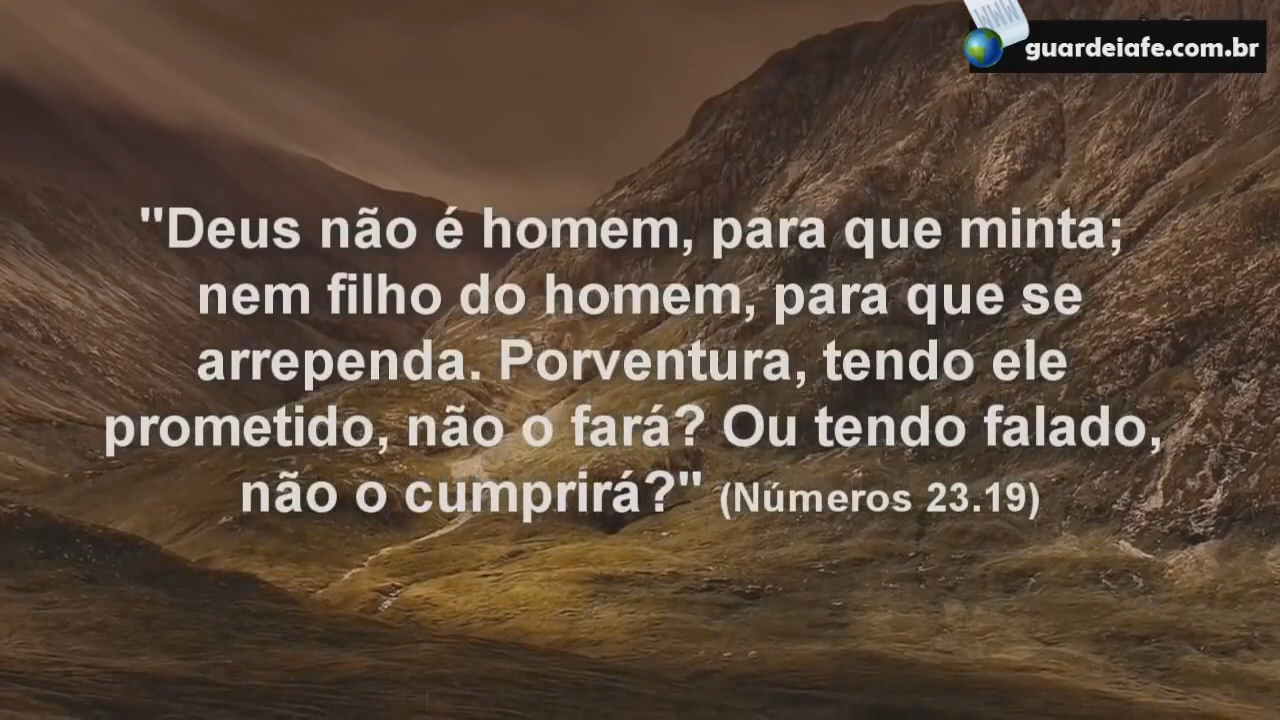 guardeiafe.com.br
"Deus não é homem, para que minta;
nem filho do homem, para que se
arrependa. Porventura, tendo ele
prometido, não o fará? Ou tendo falado,
não o cumprirá?" (Números 23.19)